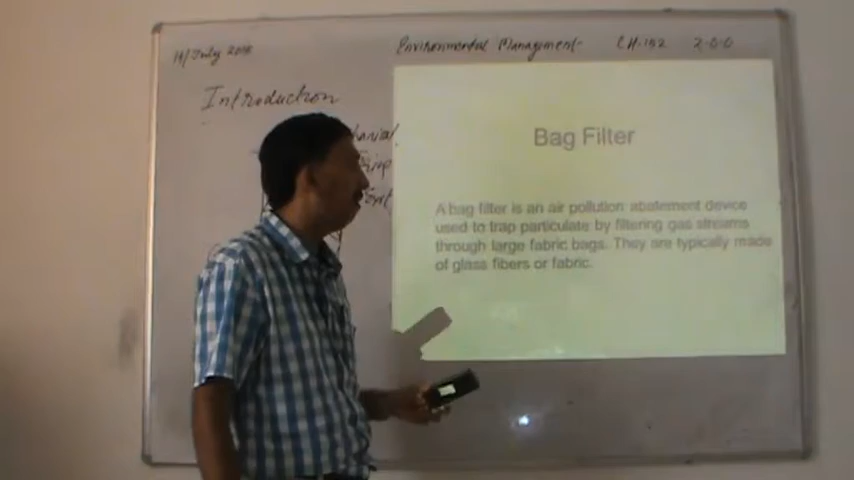 14/July 2018
Environmental Management CH-152 2-0-0
Introduction
Bag Filter
A bag filter is an air pollution abatement device
used to trap particulate by filtering gas streams
through large fabric bags. They are typically made
of glass fibers or fabric.